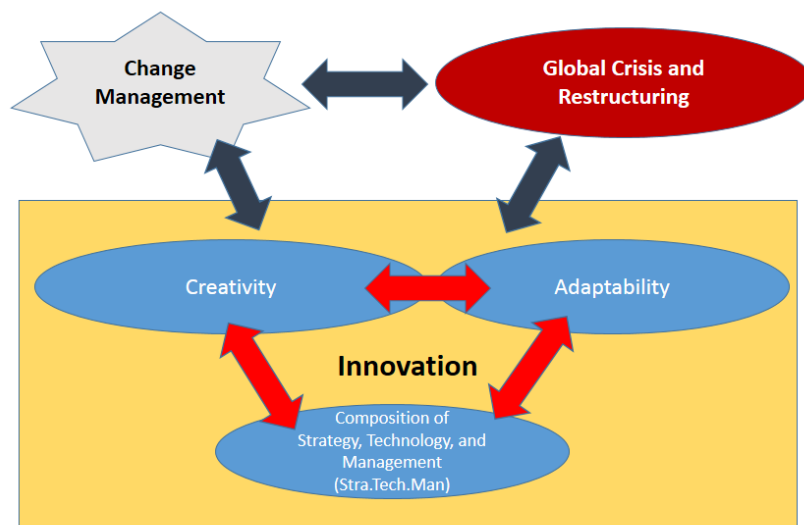 Change
Management
Global Crisis and
Restructuring
Creativity
Adaptability
Innovation
Composition of
Strategy, Technology, and
Management
(Stra.Tech.Man)